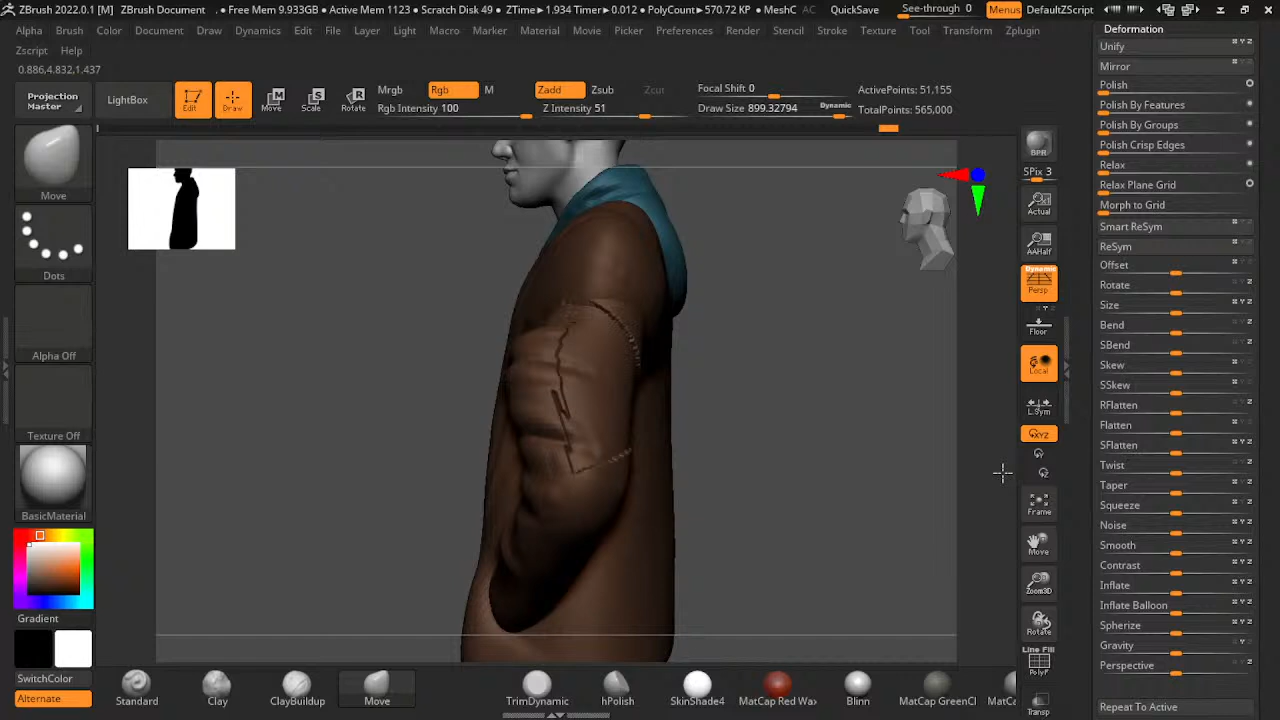 ZBrush 2022.0.1 [M] ZBrush Document . • Free Mem 9.933GB • Active Mem 1123 • Scratch Disk 49 • ZTime▸1.934 Timer▸0.012 • PolyCount▸570.72 KP • MeshC AC QuickSave See-through 0 Menus DefaultZScript
Alpha Brush Color Document Draw Dynamics Edit File Layer Light Macro Marker Material Movie Picker Preferences Render Stencil Stroke Texture Tool Transform Zplugin
Zscript Help
0.886,4.832,1.437
Projection Master
LightBox
Edit
Draw
Move
Scale
Rotate
Mrgb Rgb M
Rgb Intensity 100
Zadd Zsub Zcut
Z Intensity 51
Focal Shift 0
Draw Size 899.32794 Dynamic
ActivePoints: 51,155
TotalPoints: 565,000
Move
Dots
Alpha Off
Texture Off
BasicMaterial
Gradient
SwitchColor
Alternate
BPR
SPix 3
Actual
AAHalf
Dynamic
Persp
Floor
Local
L.Sym
XYZ
Frame
Move
Zoom3D
Rotate
Line Fill
PolyF
Transp
Standard
Clay
ClayBuildup
Move
TrimDynamic
hPolish
SkinShade4
MatCap Red Wax
Blinn
MatCap GreenCl
MatCa
Deformation
Unify
Mirror
Polish
Polish By Features
Polish By Groups
Polish Crisp Edges
Relax
Relax Plane Grid
Morph to Grid
Smart ReSym
ReSym
Offset
Rotate
Size
Bend
SBend
Skew
SSkew
RFlatten
Flatten
SFlatten
Twist
Taper
Squeeze
Noise
Smooth
Contrast
Inflate
Inflate Balloon
Spherize
Gravity
Perspective
Repeat To Active